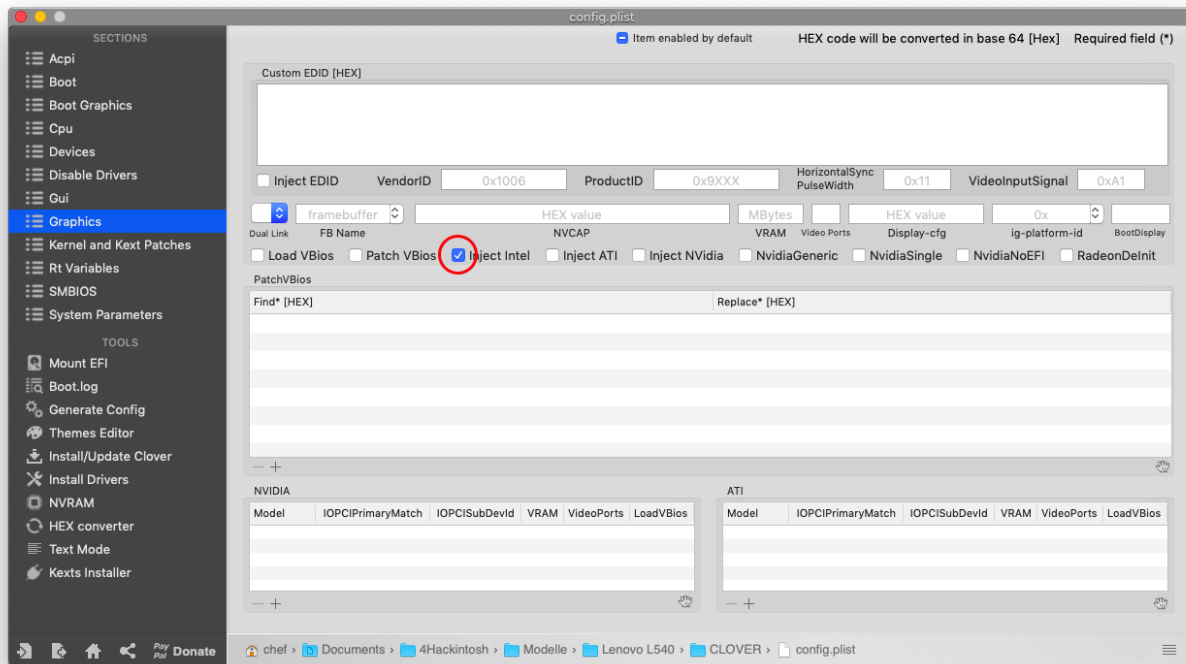 config.plist
SECTIONS
Acpi
Boot
Boot Graphics
Cpu
Devices
Disable Drivers
Gui
Graphics
Kernel and Kext Patches
Rt Variables
SMBIOS
System Parameters
TOOLS
Mount EFI
Boot.log
Generate Config
Themes Editor
Install/Update Clover
Install Drivers
NVRAM
HEX converter
Text Mode
Kexts Installer
Pay Pal Donate
Item enabled by default HEX code will be converted in base 64 [Hex] Required field (*)
Custom EDID [HEX]
Inject EDID VendorID 0x1006 ProductID 0x9XXX HorizontalSync PulseWidth 0x11 VideoInputSignal 0xA1
framebuffer HEX value MBytes HEX value 0x
Dual Link FB Name NVCAP VRAM Video Ports Display-cfg ig-platform-id BootDisplay
Load VBios Patch VBios Inject Intel Inject ATI Inject NVidia NvidiaGeneric NvidiaSingle NvidiaNoEFI RadeonDeInit
PatchVBios
Find* [HEX] Replace* [HEX]
NVIDIA
Model IOPCIPrimaryMatch IOPCISubDevId VRAM VideoPorts LoadVBios
ATI
Model IOPCIPrimaryMatch IOPCISubDevId VRAM VideoPorts LoadVBios
chef › Documents › 4Hackintosh › Modelle › Lenovo L540 › CLOVER › config.plist